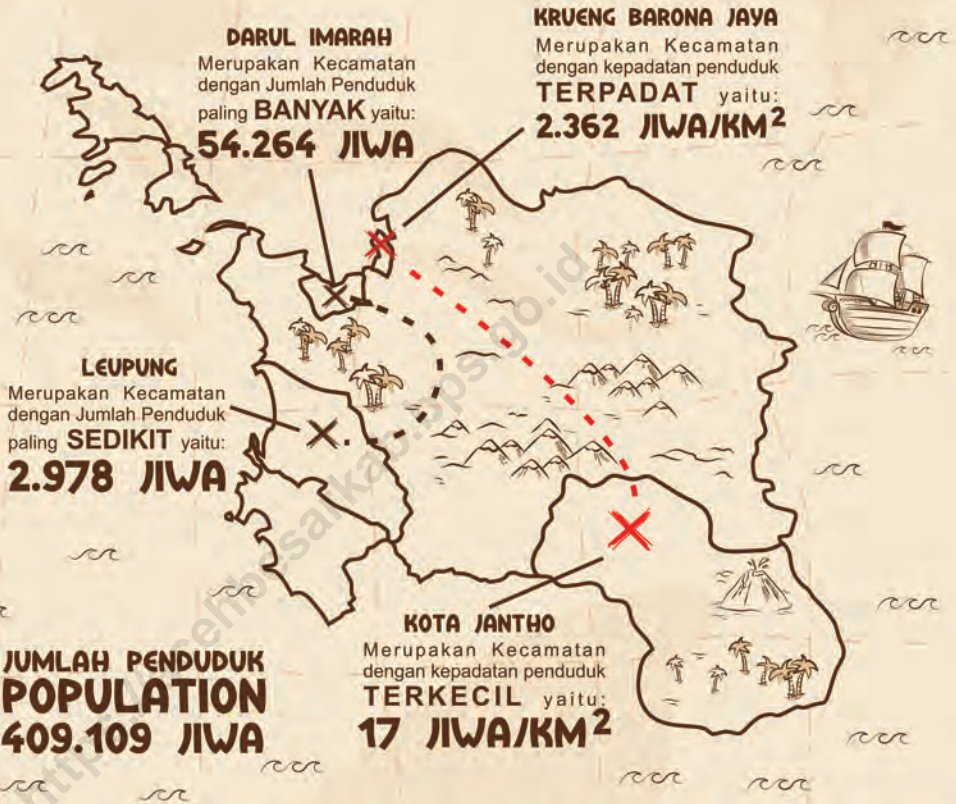 DARUL IMARAH
Merupakan Kecamatan
dengan Jumlah Penduduk
paling BANYAK yaitu:
54.264 JIWA
KRUENG BARONA JAYA
Merupakan Kecamatan
dengan kepadatan penduduk
TERPADAT yaitu:
2.362 JIWA/KM²
LEUPUNG
Merupakan Kecamatan
dengan Jumlah Penduduk
paling SEDIKIT yaitu:
2.978 JIWA
KOTA JANTHO
Merupakan Kecamatan
dengan kepadatan penduduk
TERKECIL yaitu:
17 JIWA/KM²
JUMLAH PENDUDUK
POPULATION
409.109 JIWA